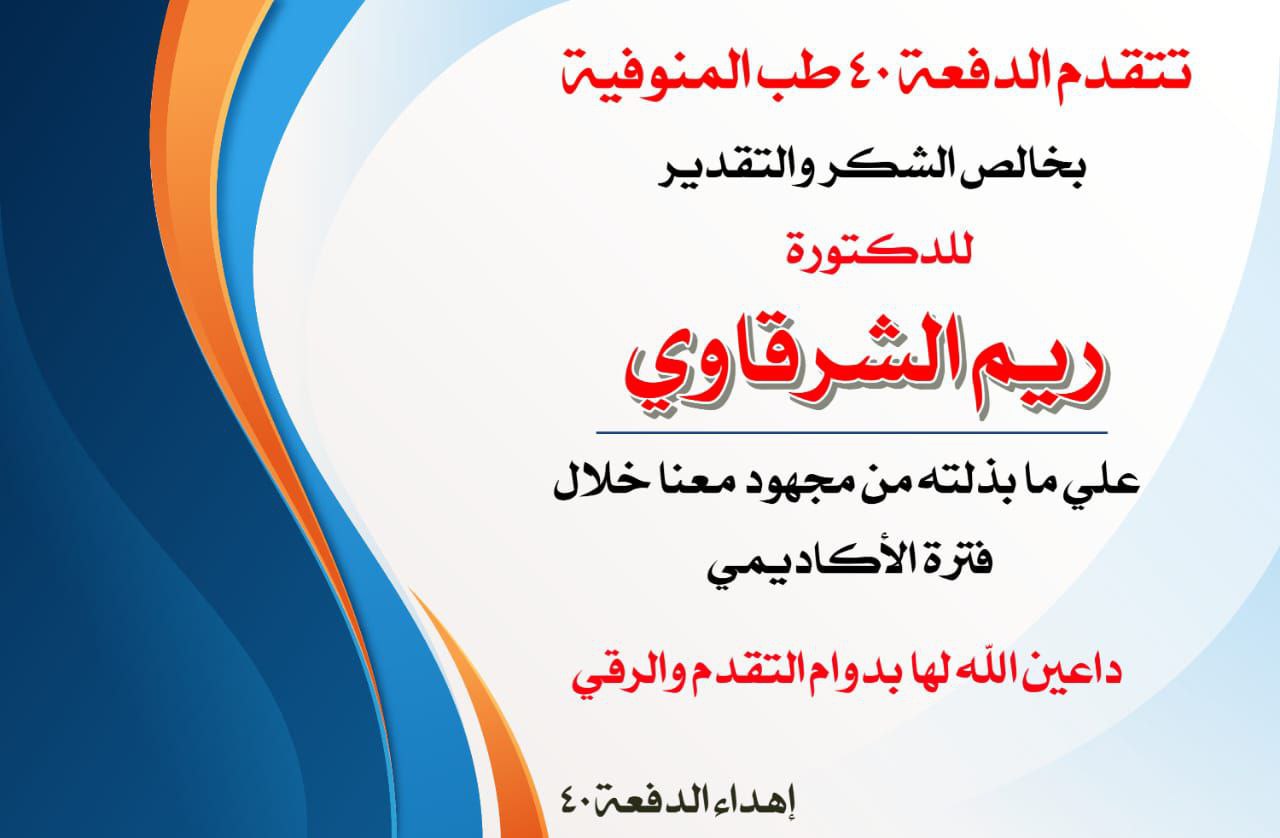 تتقدم الدفعة ٤٠ طب المنوفية
بخالص الشكر والتقدير
للدكتورة
ريم الشرقاوي
علي ما بذلته من مجهود معنا خلال
فترة الأكاديمي
داعين الله لها بدوام التقدم والرقي
إهداء الدفعة ٤٠